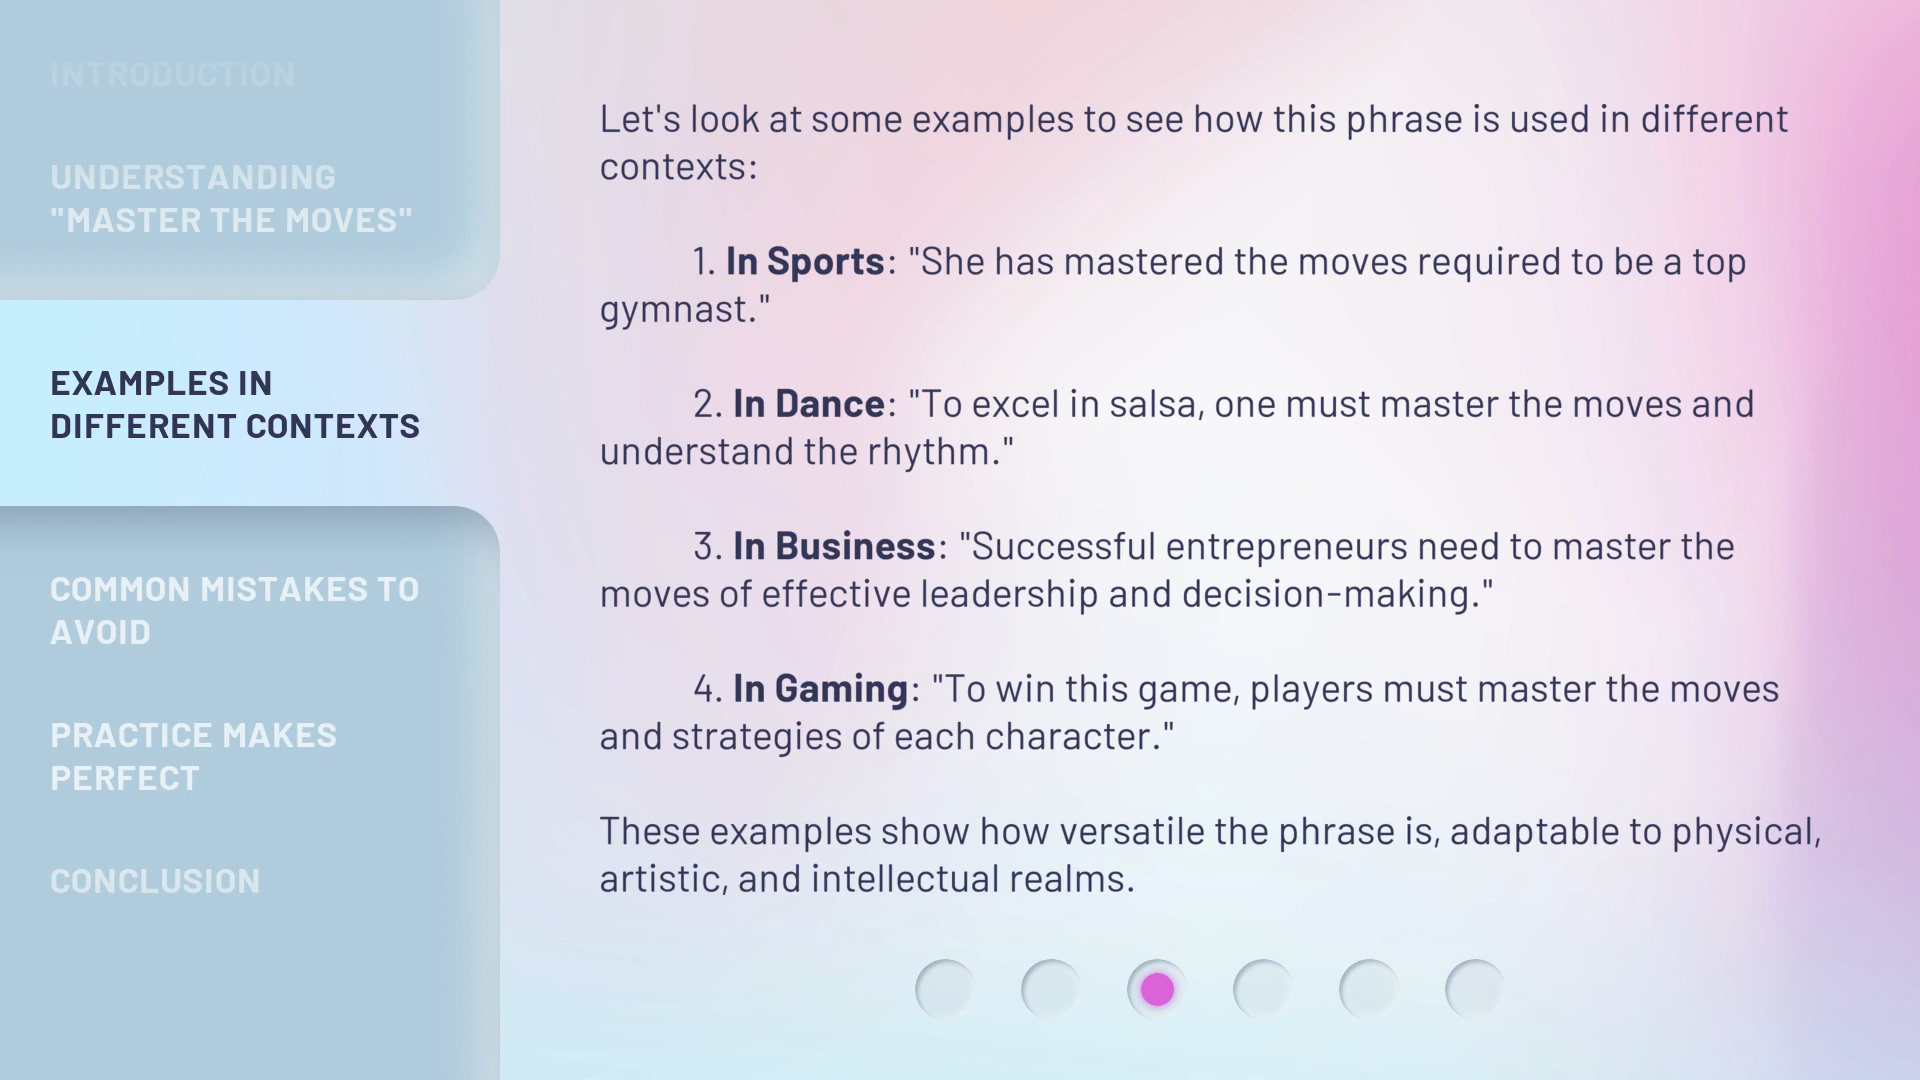 INTRODUCTION
UNDERSTANDING
"MASTER THE MOVES"
EXAMPLES IN
DIFFERENT CONTEXTS
COMMON MISTAKES TO
AVOID
PRACTICE MAKES
PERFECT
CONCLUSION
Let's look at some examples to see how this phrase is used in different
contexts:
1. In Sports: "She has mastered the moves required to be a top
gymnast."
2. In Dance: "To excel in salsa, one must master the moves and
understand the rhythm."
3. In Business: "Successful entrepreneurs need to master the
moves of effective leadership and decision-making."
4. In Gaming: "To win this game, players must master the moves
and strategies of each character."
These examples show how versatile the phrase is, adaptable to physical,
artistic, and intellectual realms.